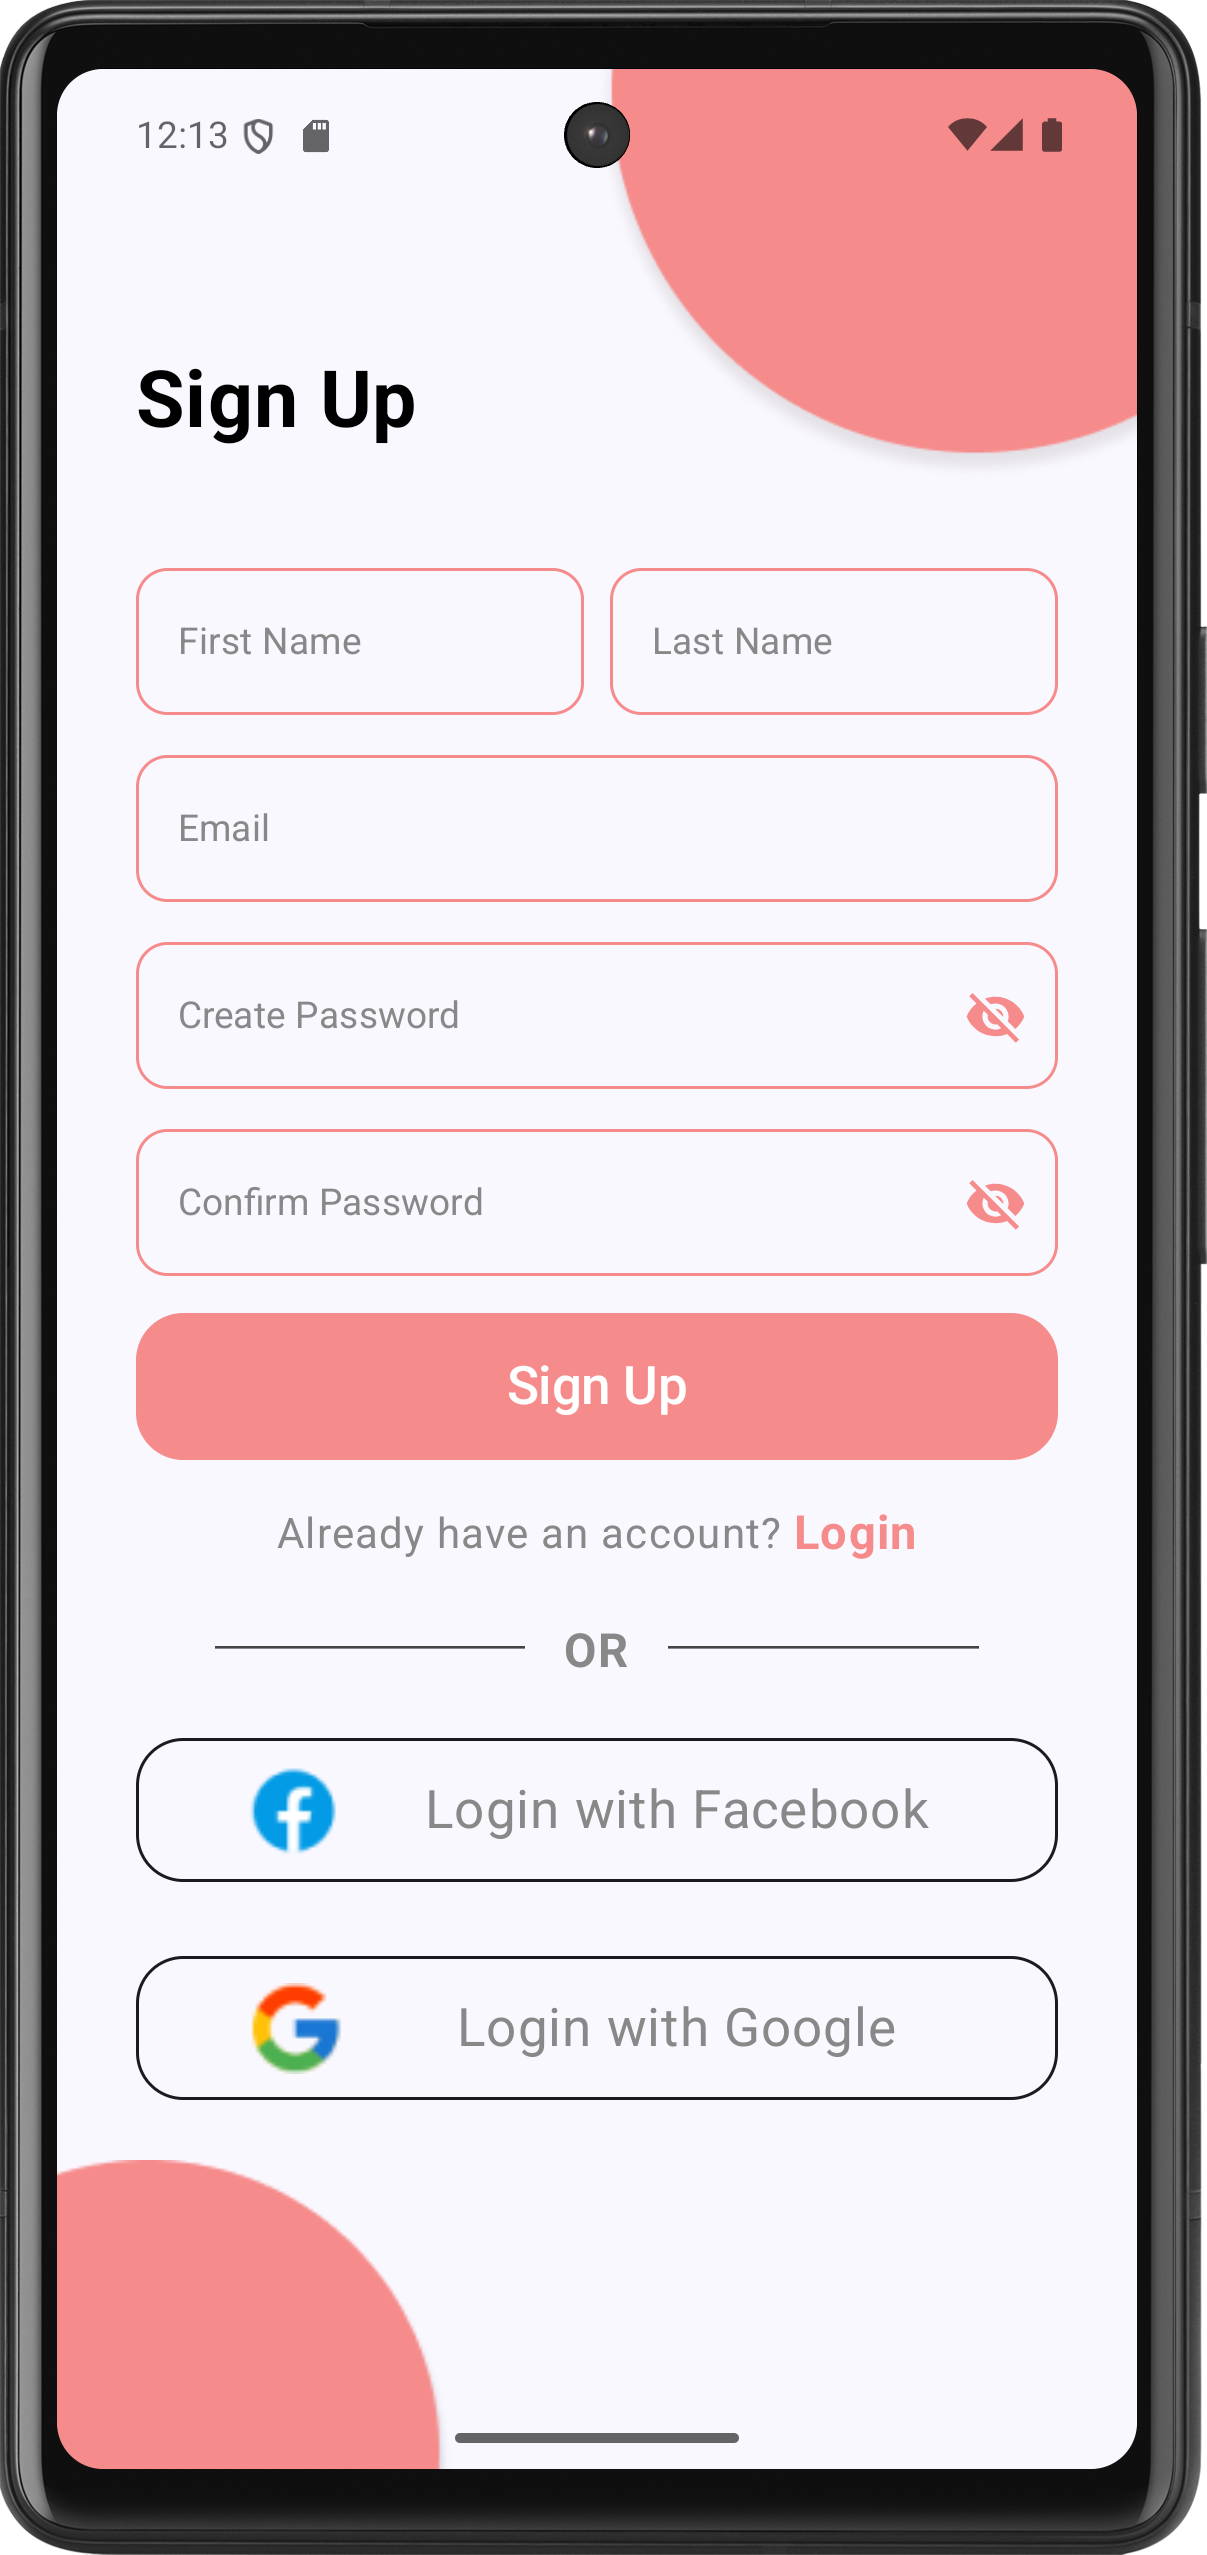 12:13
Sign Up
First Name Last Name
Email
Create Password
Confirm Password
Sign Up
Already have an account? Login
OR
Login with Facebook
Login with Google